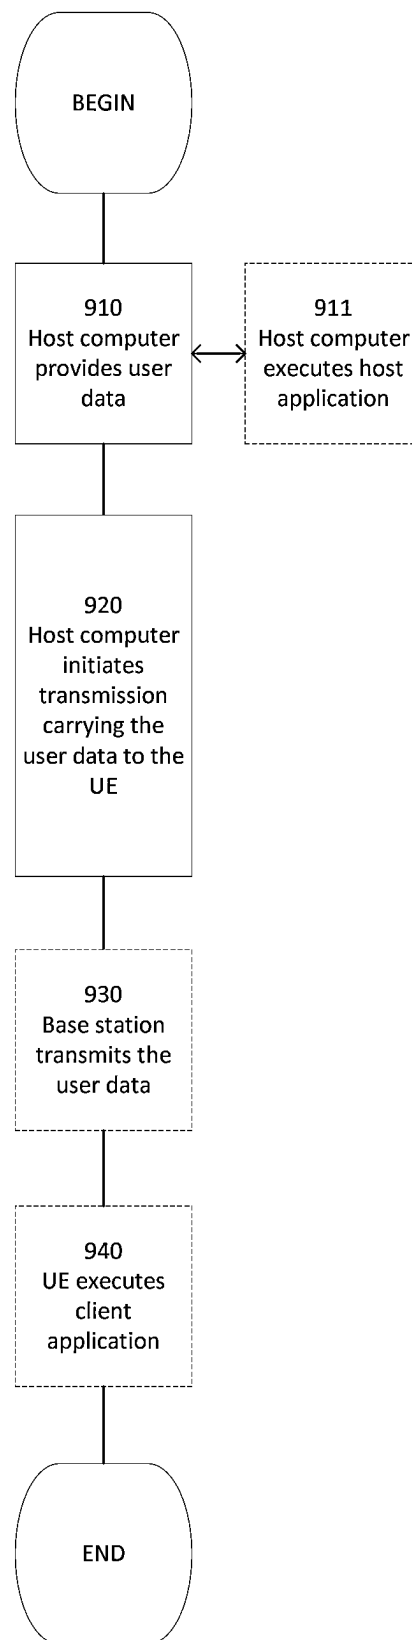 BEGIN
910
Host computer
provides user
data
911
Host computer
executes host
application
920
Host computer
initiates
transmission
carrying the
user data to the
UE
930
Base station
transmits the
user data
940
UE executes
client
application
END